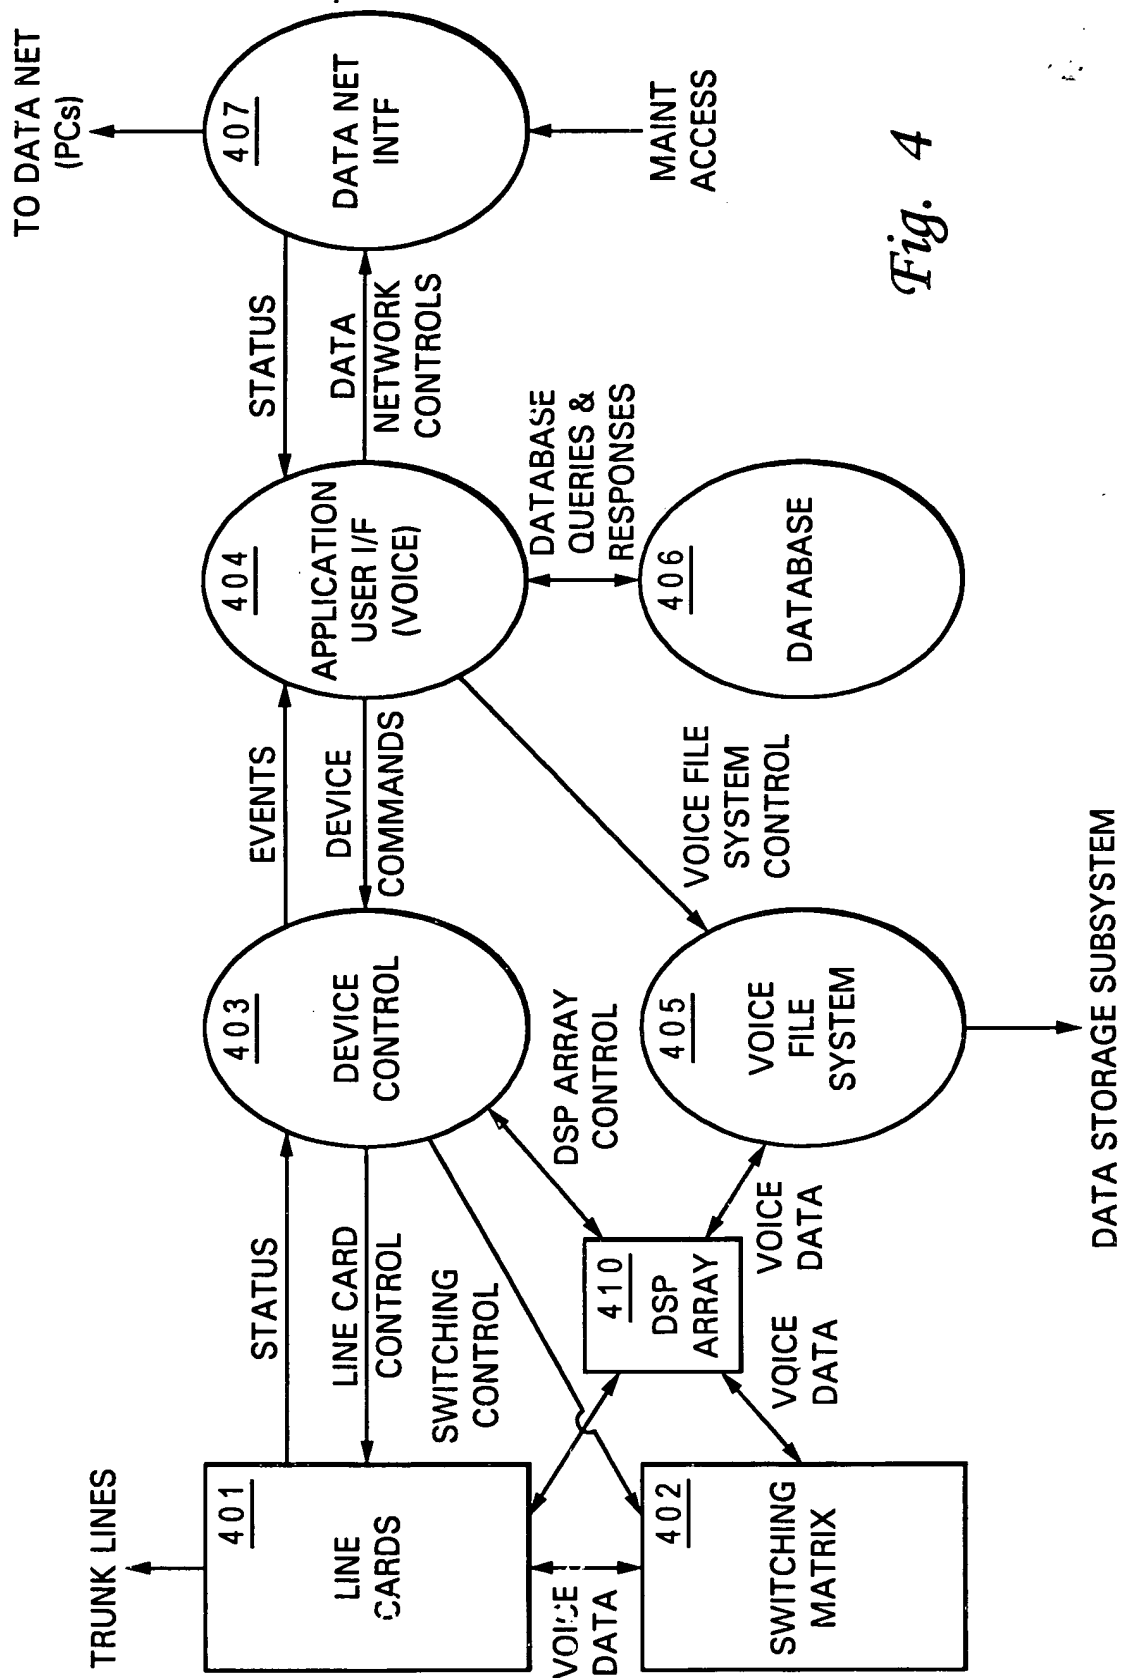 TRUNK LINES
401
LINE
CARDS
STATUS
LINE CARD
CONTROL
SWITCHING
CONTROL
403
DEVICE
CONTROL
EVENTS
DEVICE
COMMANDS
404
APPLICATION
USER I/F
(VOICE)
STATUS
DATA
NETWORK
CONTROLS
TO DATA NET
(PCs)
407
DATA NET
INTF
MAINT
ACCESS
VOICE
DATA
402
SWITCHING
MATRIX
VOICE
DATA
410
DSP
ARRAY
VOICE
DATA
DSP ARRAY
CONTROL
405
VOICE
FILE
SYSTEM
VOICE FILE
SYSTEM
CONTROL
DATABASE
QUERIES &
RESPONSES
406
DATABASE
DATA STORAGE SUBSYSTEM
Fig. 4